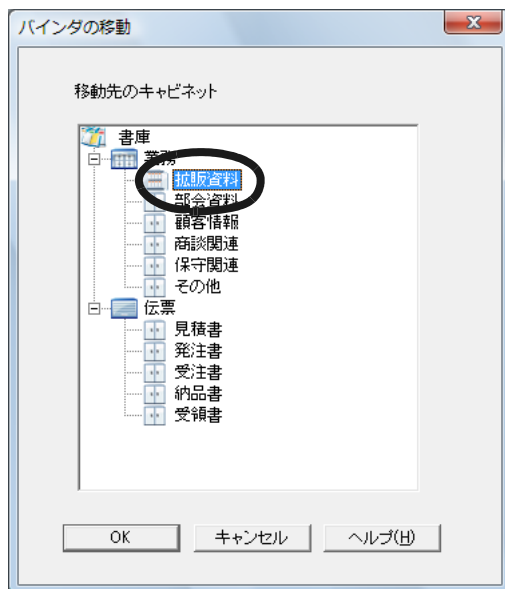 バインダの移動
移動先のキャビネット
書庫
業務
拡販資料
部会資料
顧客情報
商談関連
保守関連
その他
伝票
見積書
発注書
受注書
納品書
受領書
OK
キャンセル
ヘルプ(H)